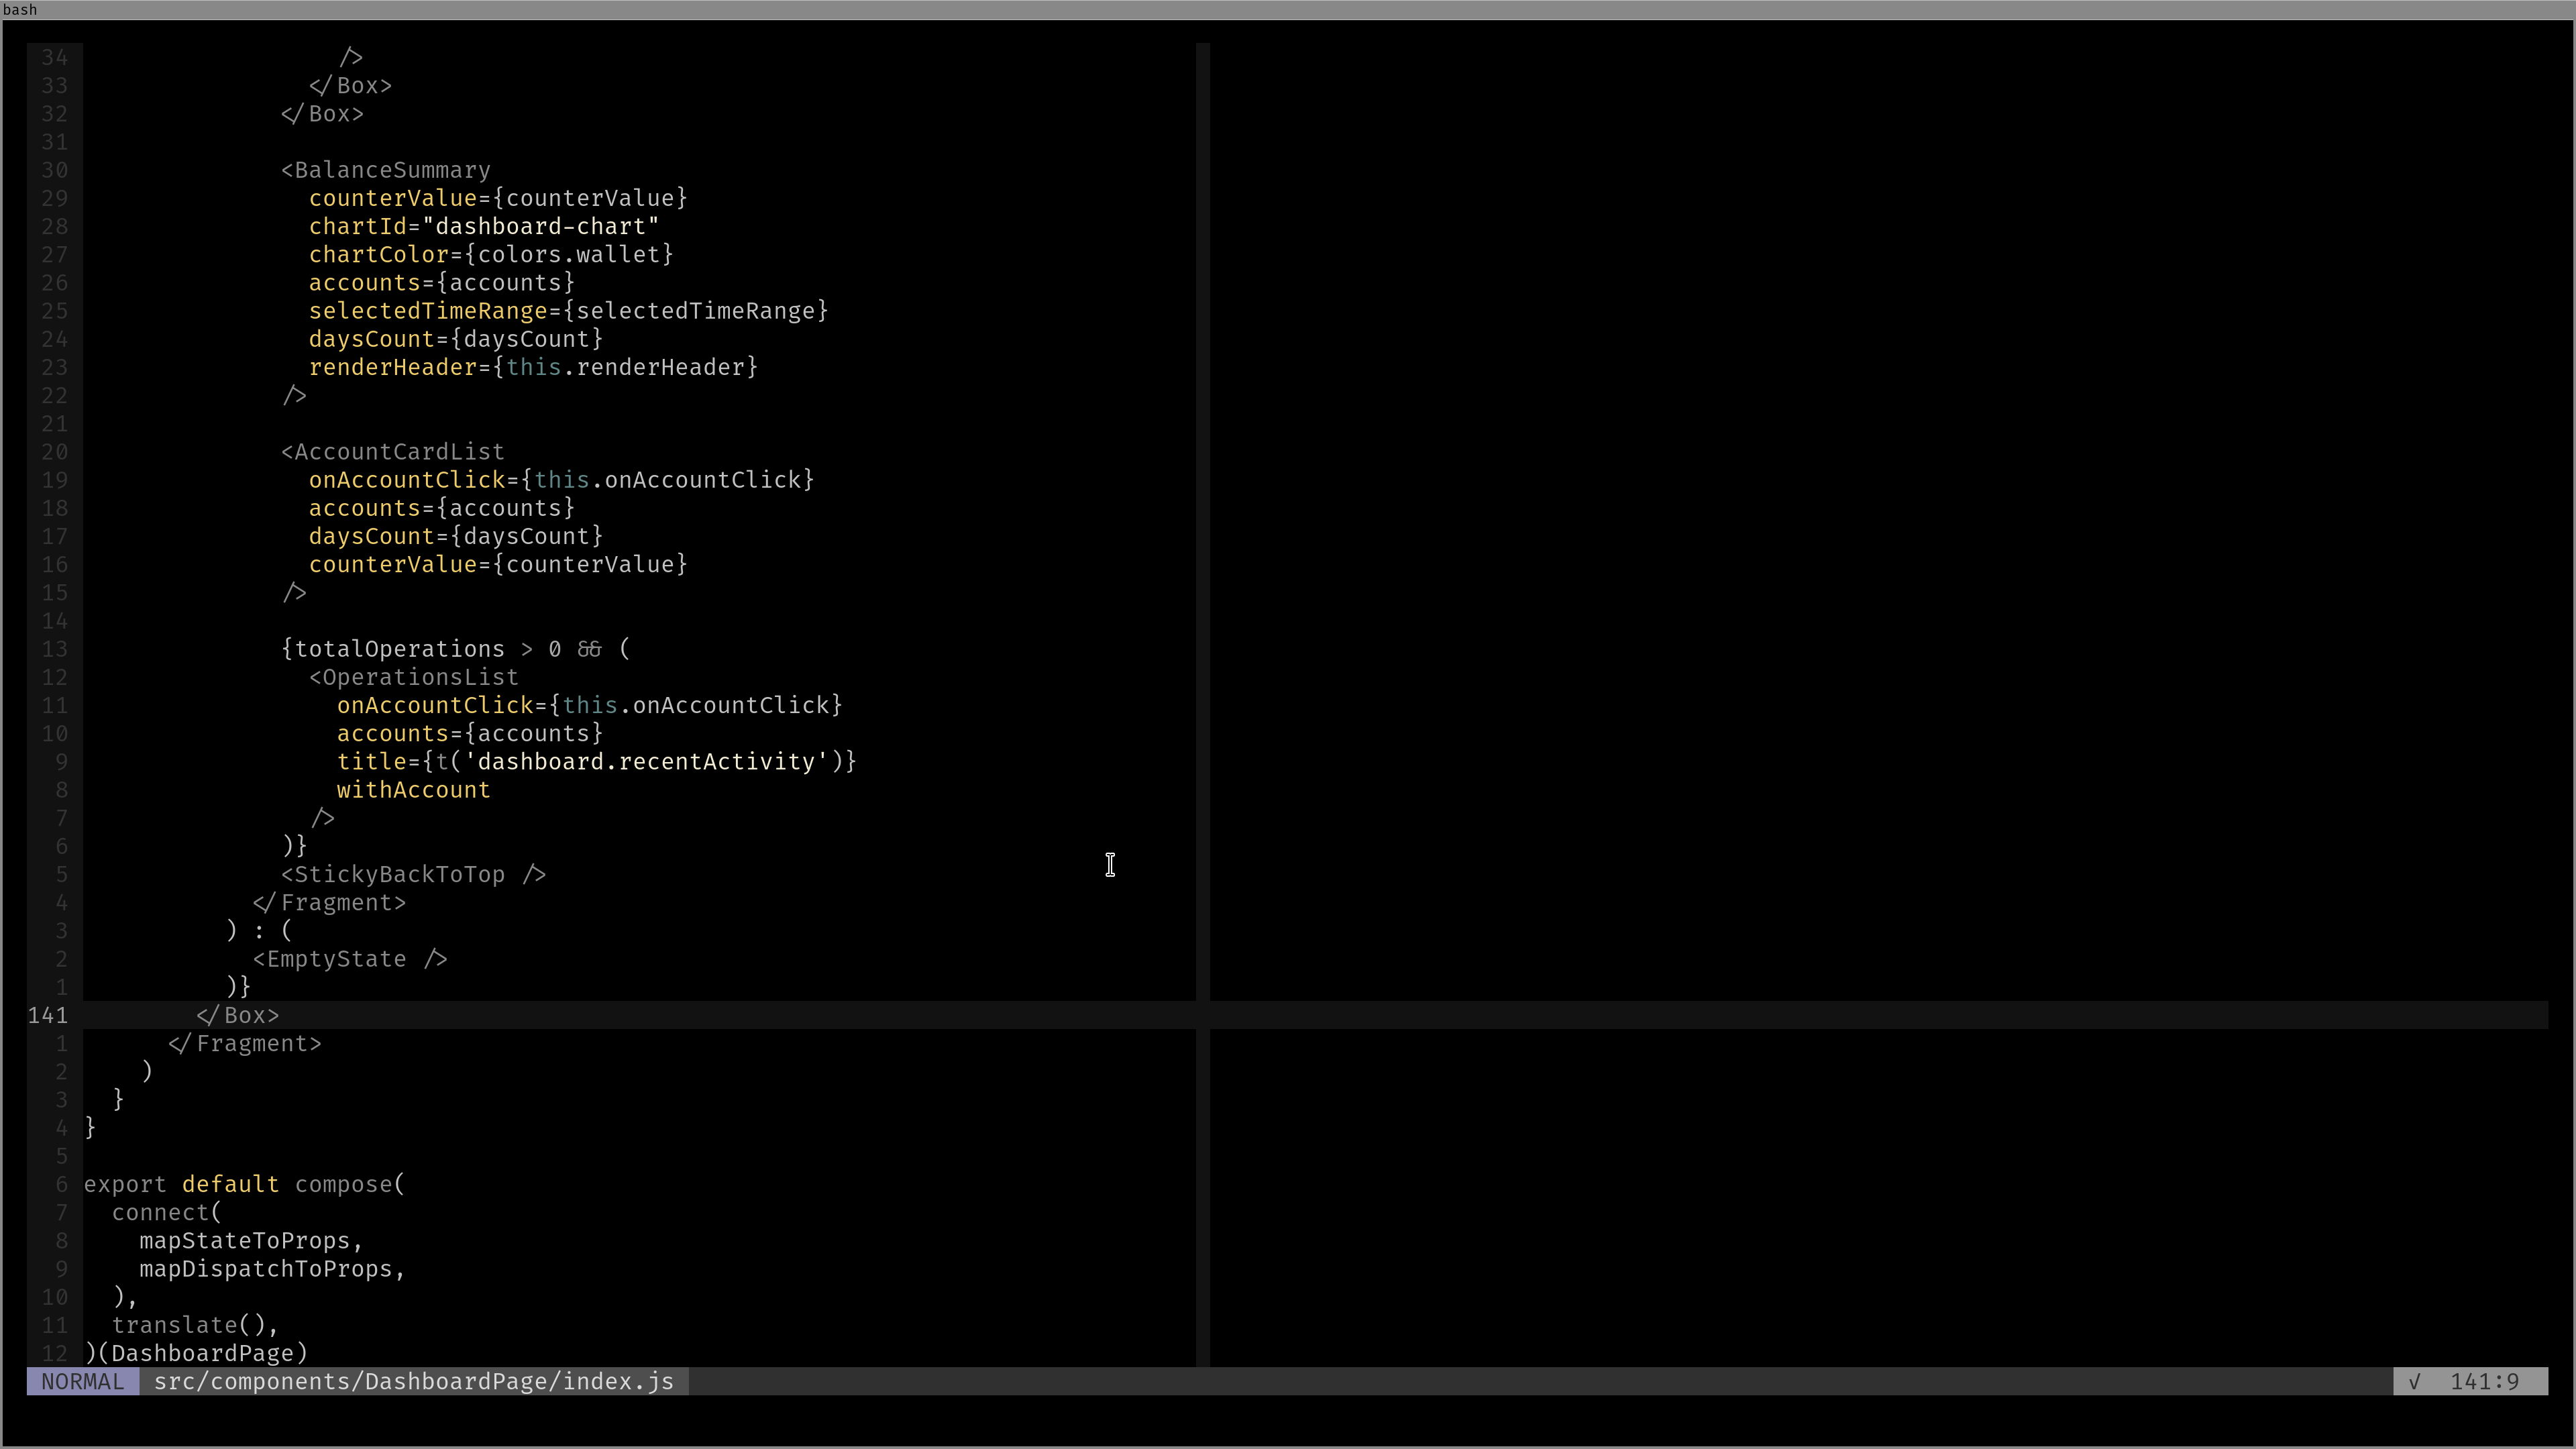 bash
34                   />
33                 </Box>
32               </Box>
31
30               <BalanceSummary
29                 counterValue={counterValue}
28                 chartId="dashboard-chart"
27                 chartColor={colors.wallet}
26                 accounts={accounts}
25                 selectedTimeRange={selectedTimeRange}
24                 daysCount={daysCount}
23                 renderHeader={this.renderHeader}
22               />
21
20               <AccountCardList
19                 onAccountClick={this.onAccountClick}
18                 accounts={accounts}
17                 daysCount={daysCount}
16                 counterValue={counterValue}
15               />
14
13               {totalOperations > 0 && (
12                 <OperationsList
11                   onAccountClick={this.onAccountClick}
10                   accounts={accounts}
9                   title={t('dashboard.recentActivity')}
8                   withAccount
7                 />
6               )}
5               <StickyBackToTop />
4             </Fragment>
3           ) : (
2             <EmptyState />
1           )}
141         </Box>
1       </Fragment>
2     )
3   }
4 }
5
6 export default compose(
7   connect(
8     mapStateToProps,
9     mapDispatchToProps,
10   ),
11   translate(),
12 )(DashboardPage)
NORMAL src/components/DashboardPage/index.js √ 141:9